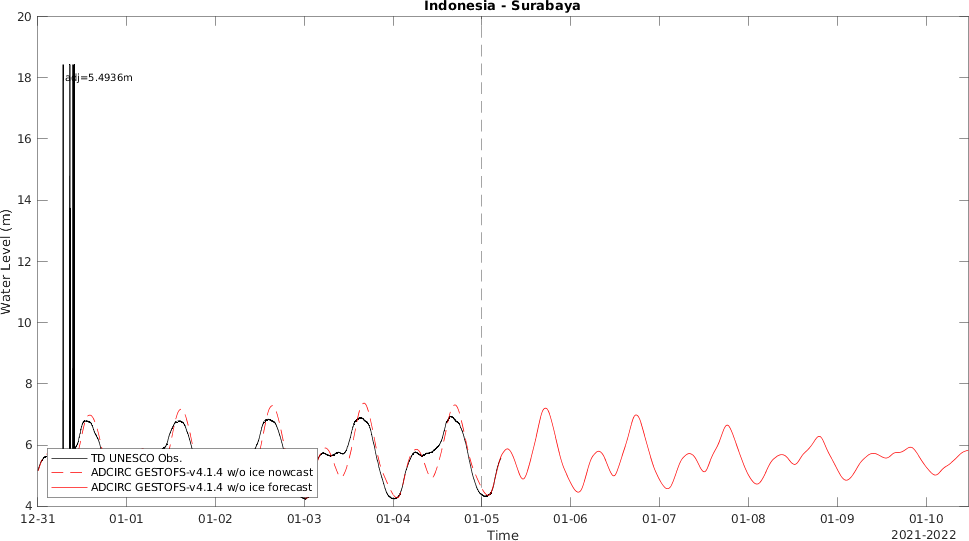 Indonesia - Surabaya
20
18
16
14
12
10
8
6
4
Water Level (m)
adj=5.4936m
TD UNESCO Obs.
ADCIRC GESTOFS-v4.1.4 w/o ice nowcast
ADCIRC GESTOFS-v4.1.4 w/o ice forecast
12-31 01-01 01-02 01-03 01-04 01-05 01-06 01-07 01-08 01-09 01-10
Time
2021-2022